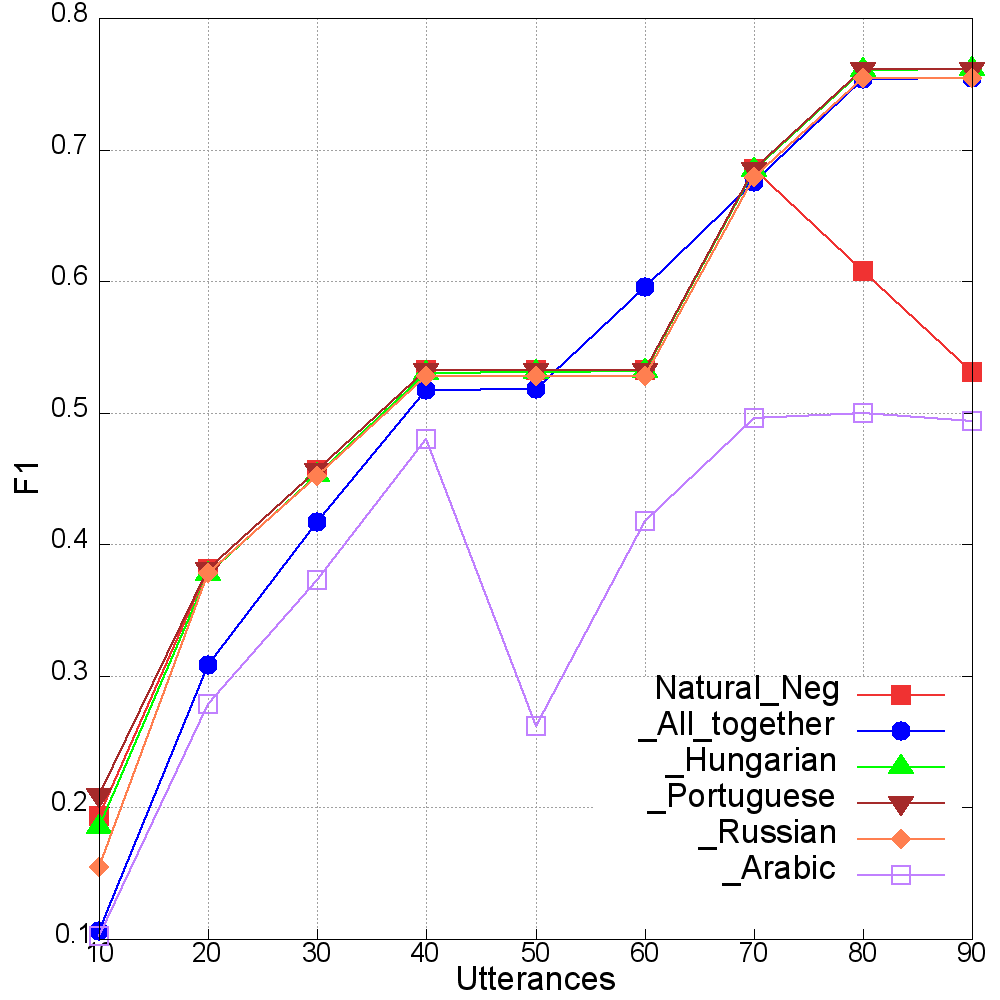 0.8
0.7
0.6
0.5
0.4
0.3
0.2
0.1
F1
Natural_Neg
_All_together
_Hungarian
_Portuguese
_Russian
_Arabic
10 20 30 40 50 60 70 80 90
Utterances